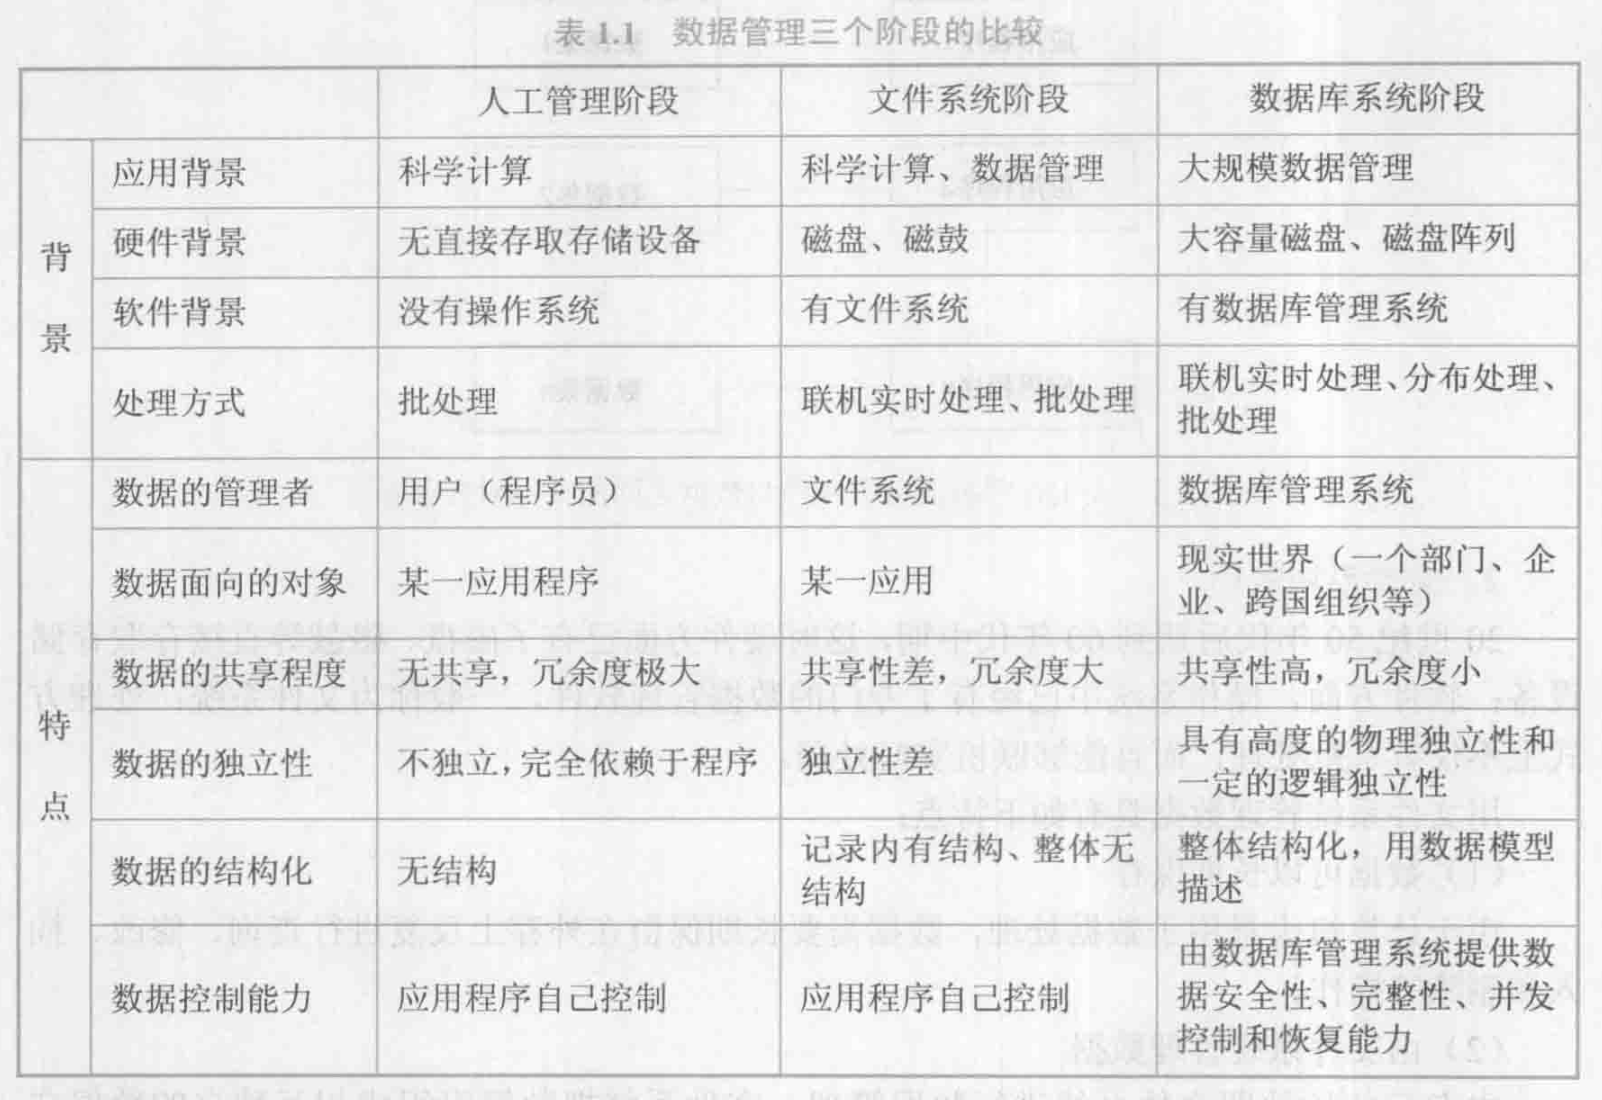 表 1.1 数据管理三个阶段的比较
人工管理阶段 文件系统阶段 数据库系统阶段
背景
应用背景 科学计算 科学计算、数据管理 大规模数据管理
硬件背景 无直接存取存储设备 磁盘、磁鼓 大容量磁盘、磁盘阵列
软件背景 没有操作系统 有文件系统 有数据库管理系统
处理方式 批处理 联机实时处理、批处理 联机实时处理、分布处理、
批处理
特点
数据的管理者 用户（程序员） 文件系统 数据库管理系统
数据面向的对象 某一应用程序 某一应用 现实世界（一个部门、企
业、跨国组织等）
数据的共享程度 无共享，冗余度极大 共享性差，冗余度大 共享性高，冗余度小
数据的独立性 不独立，完全依赖于程序 独立性差 具有高度的物理独立性和
一定的逻辑独立性
数据的结构化 无结构 记录内有结构、整体无
结构 整体结构化，用数据模型
描述
数据控制能力 应用程序自己控制 应用程序自己控制 由数据库管理系统提供数
据安全性、完整性、并发
控制和恢复能力